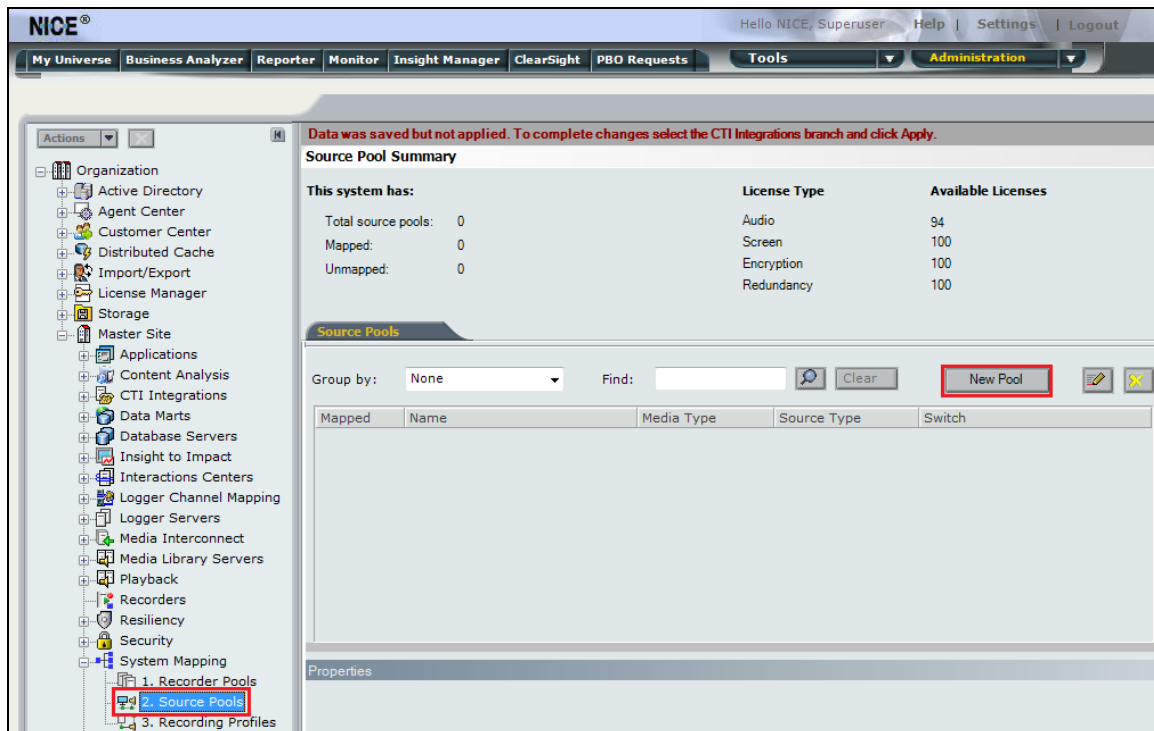 NICE®
Hello NICE, Superuser Help | Settings | Logout
My Universe Business Analyzer Reporter Monitor Insight Manager ClearSight PBO Requests Tools Administration
Actions
Organization
Active Directory
Agent Center
Customer Center
Distributed Cache
Import/Export
License Manager
Storage
Master Site
Applications
Content Analysis
CTI Integrations
Data Marts
Database Servers
Insight to Impact
Interactions Centers
Logger Channel Mapping
Logger Servers
Media Interconnect
Media Library Servers
Playback
Recorders
Resiliency
Security
System Mapping
1. Recorder Pools
2. Source Pools
3. Recording Profiles
Data was saved but not applied. To complete changes select the CTI Integrations branch and click Apply.
Source Pool Summary
This system has: License Type Available Licenses
Total source pools: 0 Audio 94
Mapped: 0 Screen 100
Unmapped: 0 Encryption 100
Redundancy 100
Source Pools
Group by: None Find: Clear New Pool
Mapped Name Media Type Source Type Switch
Properties